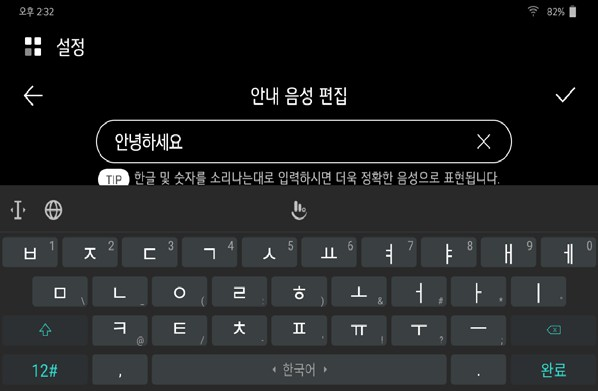 오후 2:32 82%
설정
안내 음성 편집
안녕하세요
TIP 한글 및 숫자를 소리나는대로 입력하시면 더욱 정확한 음성으로 표현됩니다.
ㅂ 1 ㅈ 2 ㄷ 3 ㄱ 4 ㅅ 5 ㅛ 6 ㅕ 7 ㅑ 8 ㅐ 9 ㅔ 0
ㅁ \ ㄴ _ ㅇ ( ㄹ : ㅎ ) ㅗ & ㅓ # ㅏ * ㅣ -
ㅋ @ ㅌ / ㅊ - ㅍ ' ㅠ ! ㅜ ? ㅡ ;
12# , 한국어 . 완료